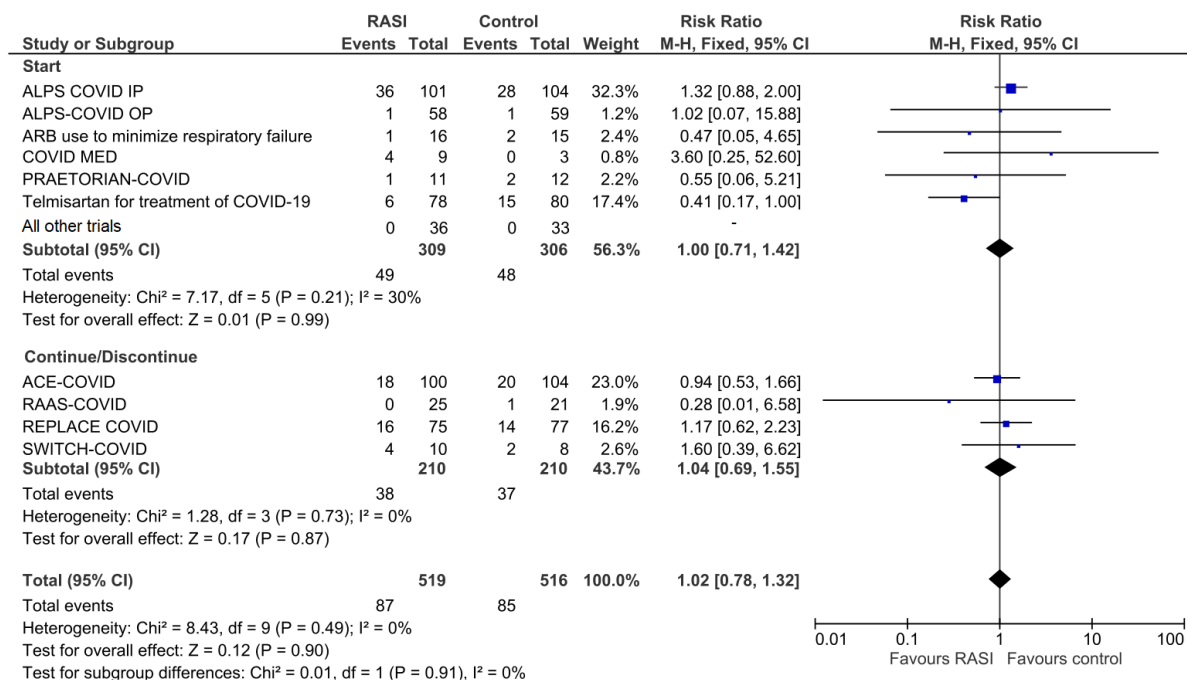 RASI Control Risk Ratio Risk Ratio
Study or Subgroup Events Total Events Total Weight M-H, Fixed, 95% CI M-H, Fixed, 95% CI
Start
ALPS COVID IP 36 101 28 104 32.3% 1.32 [0.88, 2.00]
ALPS-COVID OP 1 58 1 59 1.2% 1.02 [0.07, 15.88]
ARB use to minimize respiratory failure 1 16 2 15 2.4% 0.47 [0.05, 4.65]
COVID MED 4 9 0 3 0.8% 3.60 [0.25, 52.60]
PRAETORIAN-COVID 1 11 2 12 2.2% 0.55 [0.06, 5.21]
Telmisartan for treatment of COVID-19 6 78 15 80 17.4% 0.41 [0.17, 1.00]
All other trials 0 36 0 33 -
Subtotal (95% CI) 309 306 56.3% 1.00 [0.71, 1.42]
Total events 49 48
Heterogeneity: Chi² = 7.17, df = 5 (P = 0.21); I² = 30%
Test for overall effect: Z = 0.01 (P = 0.99)
Continue/Discontinue
ACE-COVID 18 100 20 104 23.0% 0.94 [0.53, 1.66]
RAAS-COVID 0 25 1 21 1.9% 0.28 [0.01, 6.58]
REPLACE COVID 16 75 14 77 16.2% 1.17 [0.62, 2.23]
SWITCH-COVID 4 10 2 8 2.6% 1.60 [0.39, 6.62]
Subtotal (95% CI) 210 210 43.7% 1.04 [0.69, 1.55]
Total events 38 37
Heterogeneity: Chi² = 1.28, df = 3 (P = 0.73); I² = 0%
Test for overall effect: Z = 0.17 (P = 0.87)
Total (95% CI) 519 516 100.0% 1.02 [0.78, 1.32]
Total events 87 85
Heterogeneity: Chi² = 8.43, df = 9 (P = 0.49); I² = 0%
Test for overall effect: Z = 0.12 (P = 0.90)
Test for subgroup differences: Chi² = 0.01, df = 1 (P = 0.91), I² = 0%
0.01 0.1 1 10 100
Favours RASI Favours control